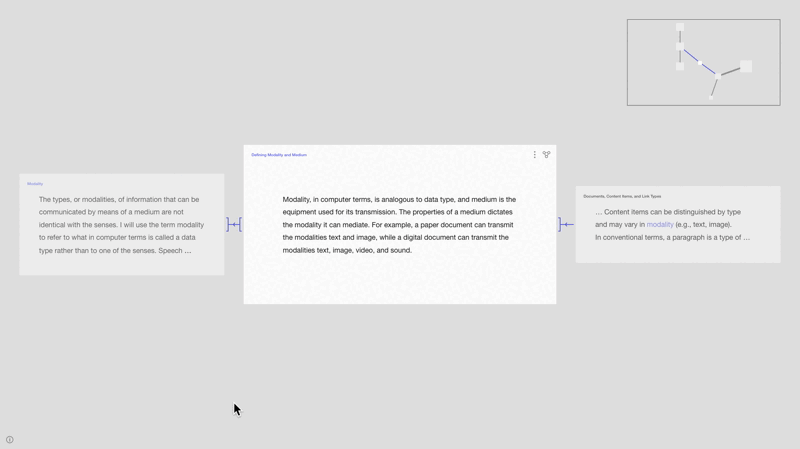 Modality
The types, or modalities, of information that can be
communicated by means of a medium are not
identical with the senses. I will use the term modality
to refer to what in computer terms is called a data
type rather than to one of the senses. Speech ...
Defining Modality and Medium
Modality, in computer terms, is analogous to data type, and medium is the
equipment used for its transmission. The properties of a medium dictates
the modality it can mediate. For example, a paper document can transmit
the modalities text and image, while a digital document can transmit the
modalities text, image, video, and sound.
Documents, Content Items, and Link Types
... Content items can be distinguished by type
and may vary in modality (e.g., text, image).
In conventional terms, a paragraph is a type of ...